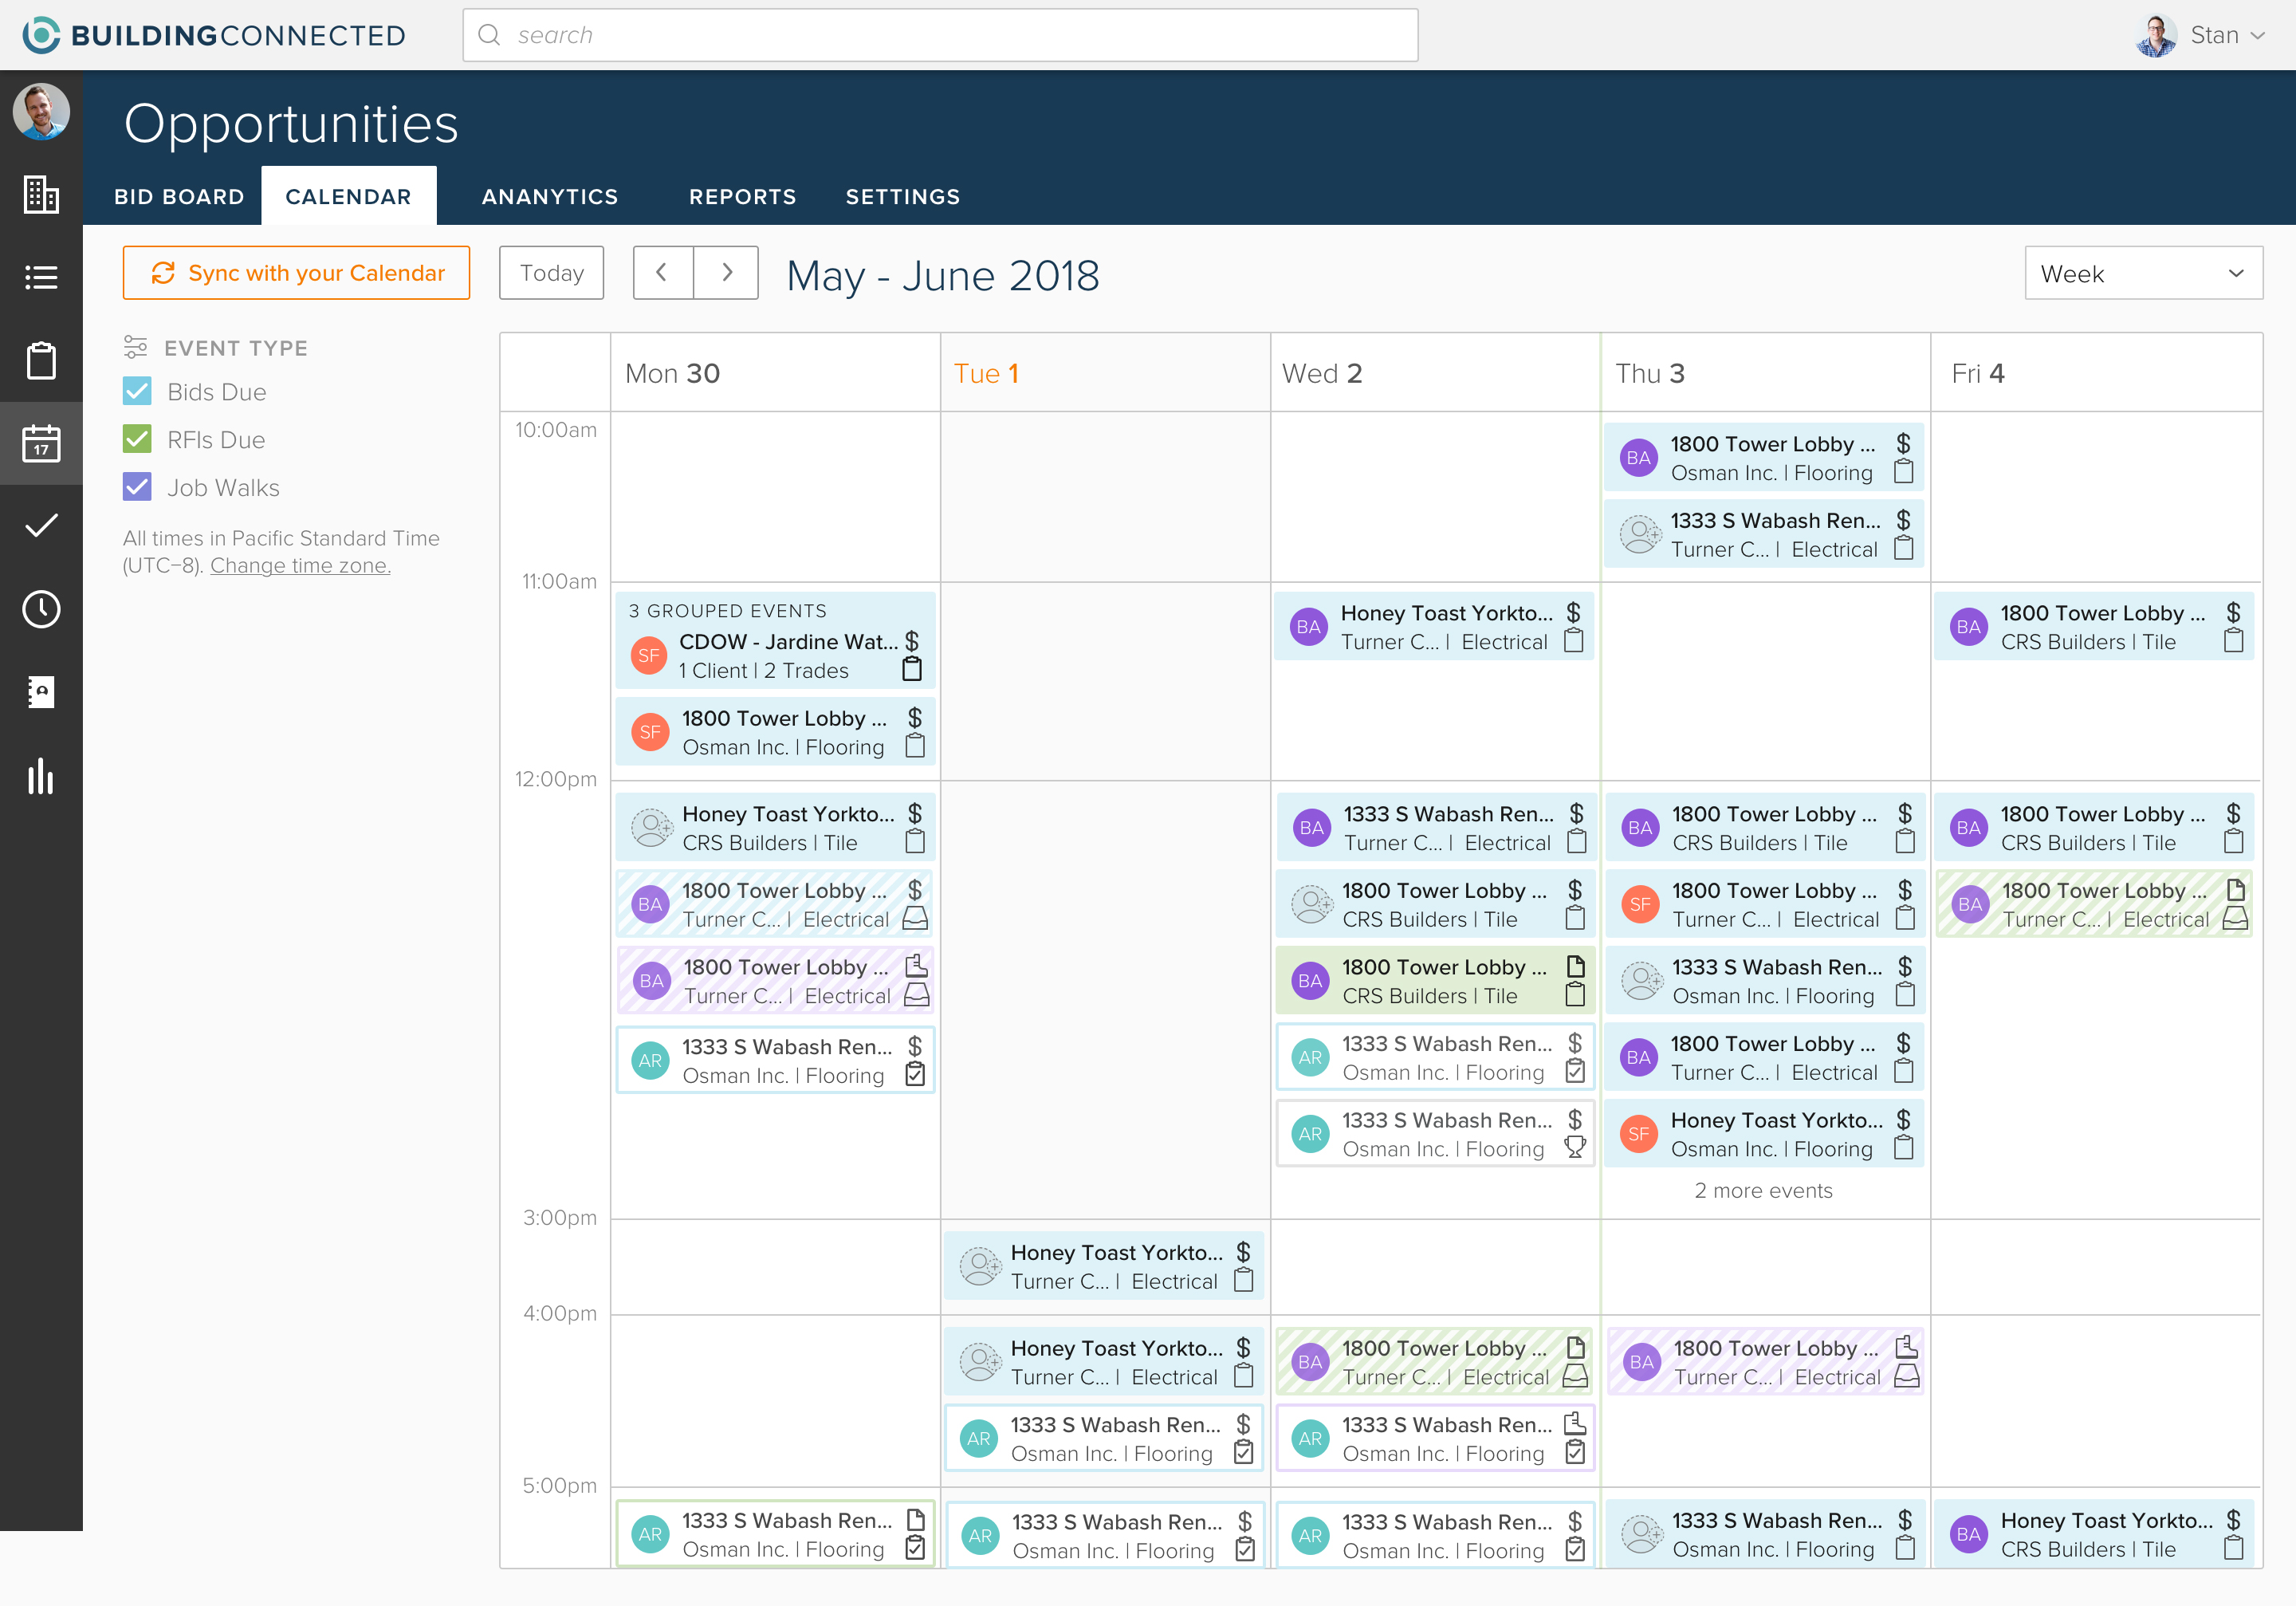 BUILDINGCONNECTED
search
Stan
Opportunities
BID BOARD
CALENDAR
ANANYTICS
REPORTS
SETTINGS
Sync with your Calendar
Today
May - June 2018
Week
EVENT TYPE
Bids Due
RFIs Due
Job Walks
All times in Pacific Standard Time
(UTC–8). Change time zone.
17
Mon 30
Tue 1
Wed 2
Thu 3
Fri 4
10:00am
BA
1800 Tower Lobby ...
$
Osman Inc. | Flooring
1333 S Wabash Ren...
$
Turner C... | Electrical
11:00am
3 GROUPED EVENTS
SF
CDOW - Jardine Wat...
$
1 Client | 2 Trades
SF
1800 Tower Lobby ...
$
Osman Inc. | Flooring
BA
Honey Toast Yorkto...
$
Turner C... | Electrical
BA
1800 Tower Lobby ...
$
CRS Builders | Tile
12:00pm
Honey Toast Yorkto...
$
CRS Builders | Tile
BA
1800 Tower Lobby ...
$
Turner C... | Electrical
BA
1800 Tower Lobby ...
Turner C... | Electrical
AR
1333 S Wabash Ren...
$
Osman Inc. | Flooring
BA
1333 S Wabash Ren...
$
Turner C... | Electrical
1800 Tower Lobby ...
$
CRS Builders | Tile
BA
1800 Tower Lobby ...
CRS Builders | Tile
AR
1333 S Wabash Ren...
$
Osman Inc. | Flooring
AR
1333 S Wabash Ren...
$
Osman Inc. | Flooring
BA
1800 Tower Lobby ...
$
CRS Builders | Tile
SF
1800 Tower Lobby ...
$
Turner C... | Electrical
1333 S Wabash Ren...
$
Osman Inc. | Flooring
BA
1800 Tower Lobby ...
$
Turner C... | Electrical
SF
Honey Toast Yorkto...
$
Osman Inc. | Flooring
2 more events
BA
1800 Tower Lobby ...
$
CRS Builders | Tile
BA
1800 Tower Lobby ...
Turner C... | Electrical
3:00pm
Honey Toast Yorkto...
$
Turner C... | Electrical
4:00pm
Honey Toast Yorkto...
$
Turner C... | Electrical
AR
1333 S Wabash Ren...
$
Osman Inc. | Flooring
BA
1800 Tower Lobby ...
Turner C... | Electrical
AR
1333 S Wabash Ren...
Osman Inc. | Flooring
BA
1800 Tower Lobby ...
Turner C... | Electrical
5:00pm
AR
1333 S Wabash Ren...
Osman Inc. | Flooring
AR
1333 S Wabash Ren...
$
Osman Inc. | Flooring
AR
1333 S Wabash Ren...
$
Osman Inc. | Flooring
1333 S Wabash Ren...
$
Osman Inc. | Flooring
BA
Honey Toast Yorkto...
$
CRS Builders | Tile